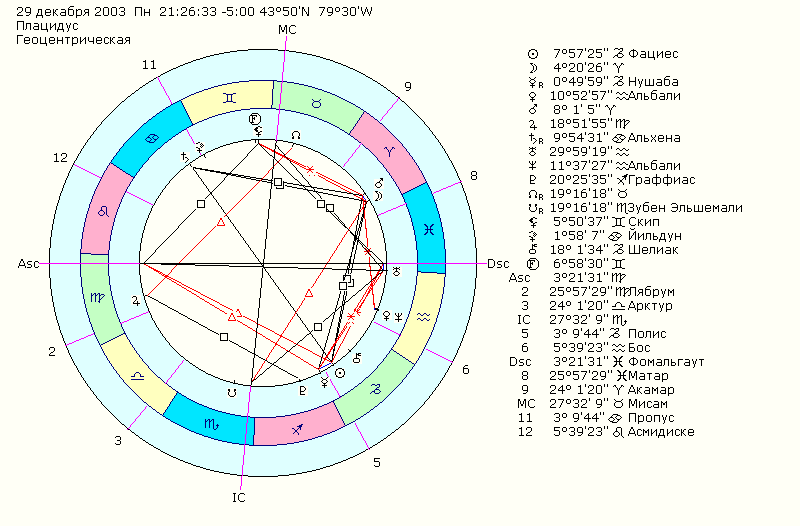 29 декабря 2003  Пн  21:26:33 -5:00 43°50'N  79°30'W
Плацидус
Геоцентрическая
MC
11
9
12
8
Asc
Dsc
2
6
3
5
IC
☉ 7°57'25" ♑ Фациес
☽ 4°20'26" ♈
☿R 0°49'59" ♑ Нушаба
♀ 10°52'57" ♒ Альбали
♂ 8° 1' 5" ♈
♃ 18°51'55" ♍
♄R 9°54'31" ♋ Альхена
♅ 29°59'19" ♒
♆ 11°37'27" ♒ Альбали
♇ 20°25'35" ♐ Граффиас
☊R 19°16'18" ♉
☋R 19°16'18" ♏ Зубен Эльшемали
⚸ 5°50'37" ♊ Скип
⚳ 1°58' 7" ♋ Йильдун
⚷ 18° 1'34" ♑ Шелиак
Ⓕ 6°58'30" ♊
Asc 3°21'31" ♍
2 25°57'29" ♍ Лябрум
3 24° 1'20" ♎ Арктур
IC 27°32' 9" ♏
5 3° 9'44" ♑ Полис
6 5°39'23" ♒ Бос
Dsc 3°21'31" ♓ Фомальгаут
8 25°57'29" ♓ Матар
9 24° 1'20" ♈ Акамар
MC 27°32' 9" ♉ Мисам
11 3° 9'44" ♋ Пропус
12 5°39'23" ♌ Асмидиске